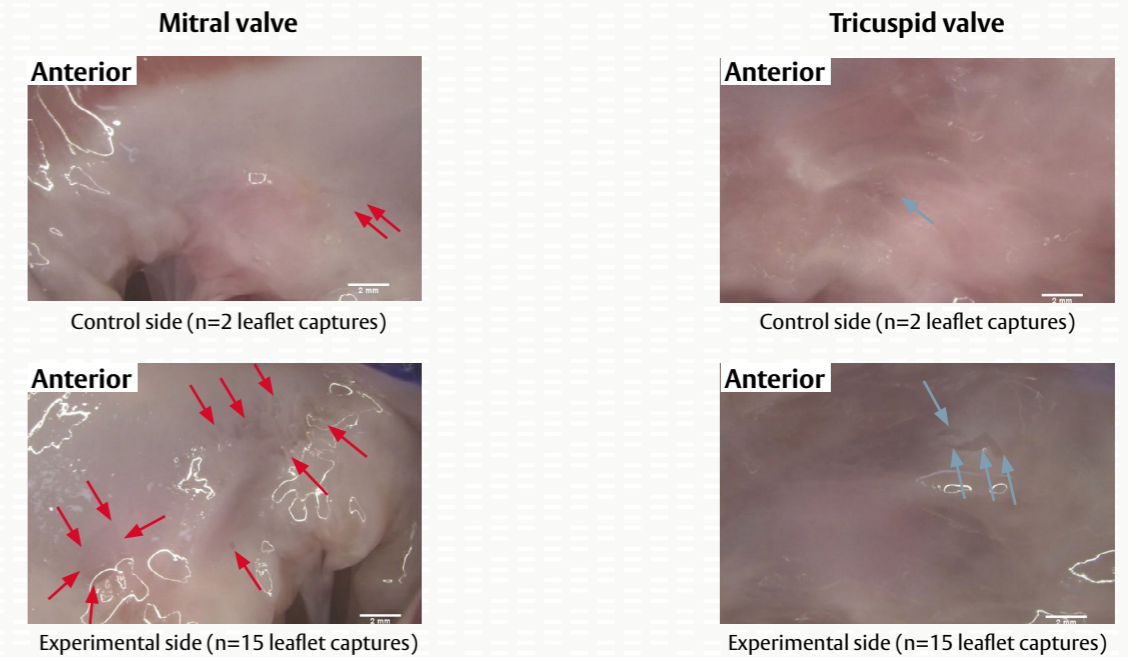 Mitral valve
Tricuspid valve
Anterior
2 mm
Control side (n=2 leaflet captures)
Anterior
2 mm
Control side (n=2 leaflet captures)
Anterior
2 mm
Experimental side (n=15 leaflet captures)
Anterior
2 mm
Experimental side (n=15 leaflet captures)